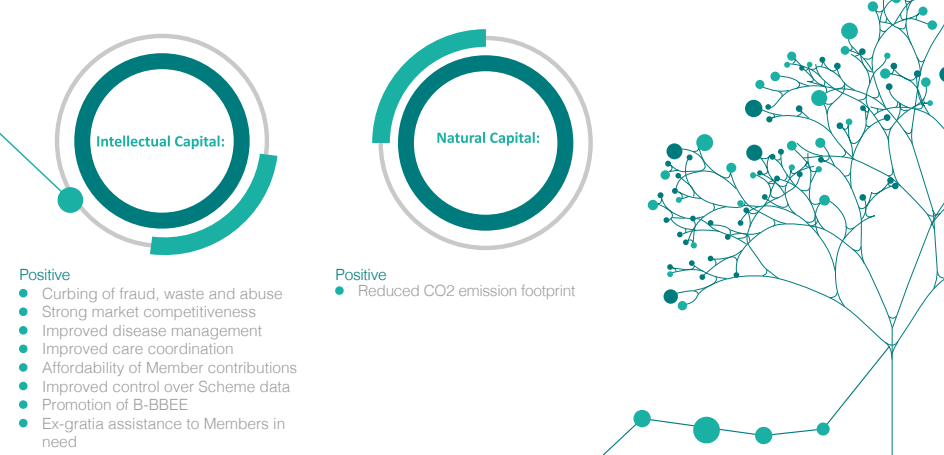 Intellectual Capital:
Positive
Curbing of fraud, waste and abuse
Strong market competitiveness
Improved disease management
Improved care coordination
Affordability of Member contributions
Improved control over Scheme data
Promotion of B-BBEE
Ex-gratia assistance to Members in
need
Natural Capital:
Positive
Reduced CO2 emission footprint